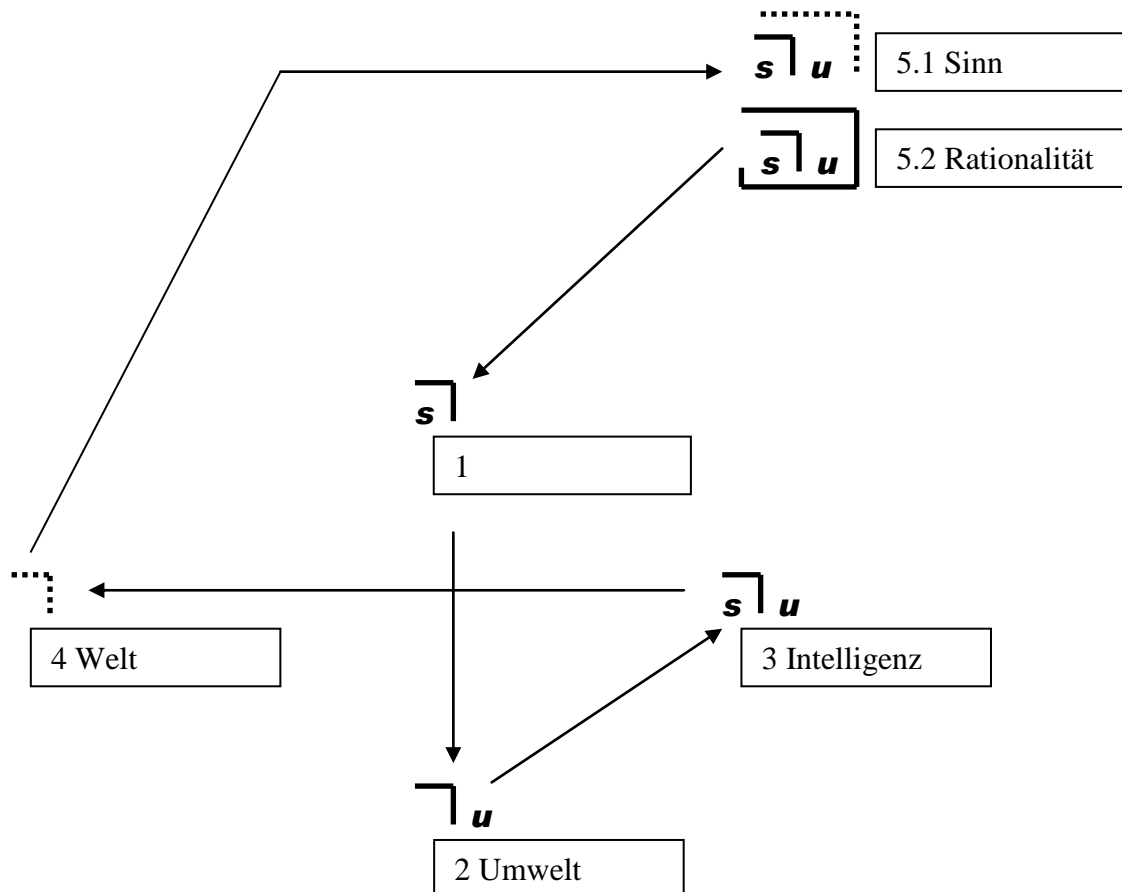 s u
5.1 Sinn
s u
5.2 Rationalität
s
1
s u
4 Welt
3 Intelligenz
u
2 Umwelt